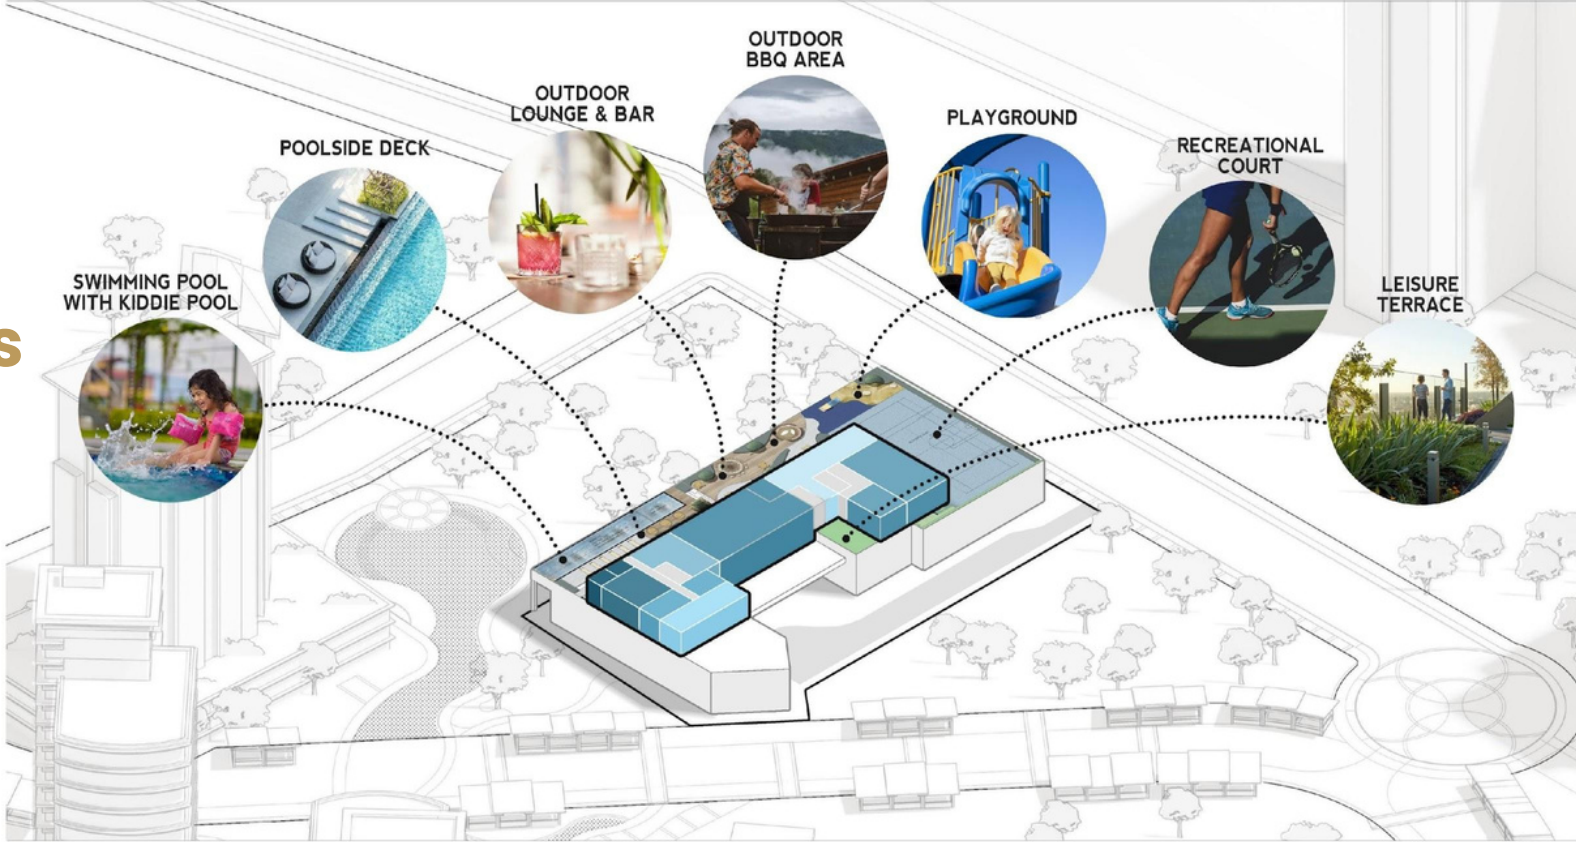 OUTDOOR
BBQ AREA
OUTDOOR
LOUNGE & BAR
PLAYGROUND
POOLSIDE DECK
RECREATIONAL
COURT
SWIMMING POOL
WITH KIDDIE POOL
LEISURE
TERRACE
s